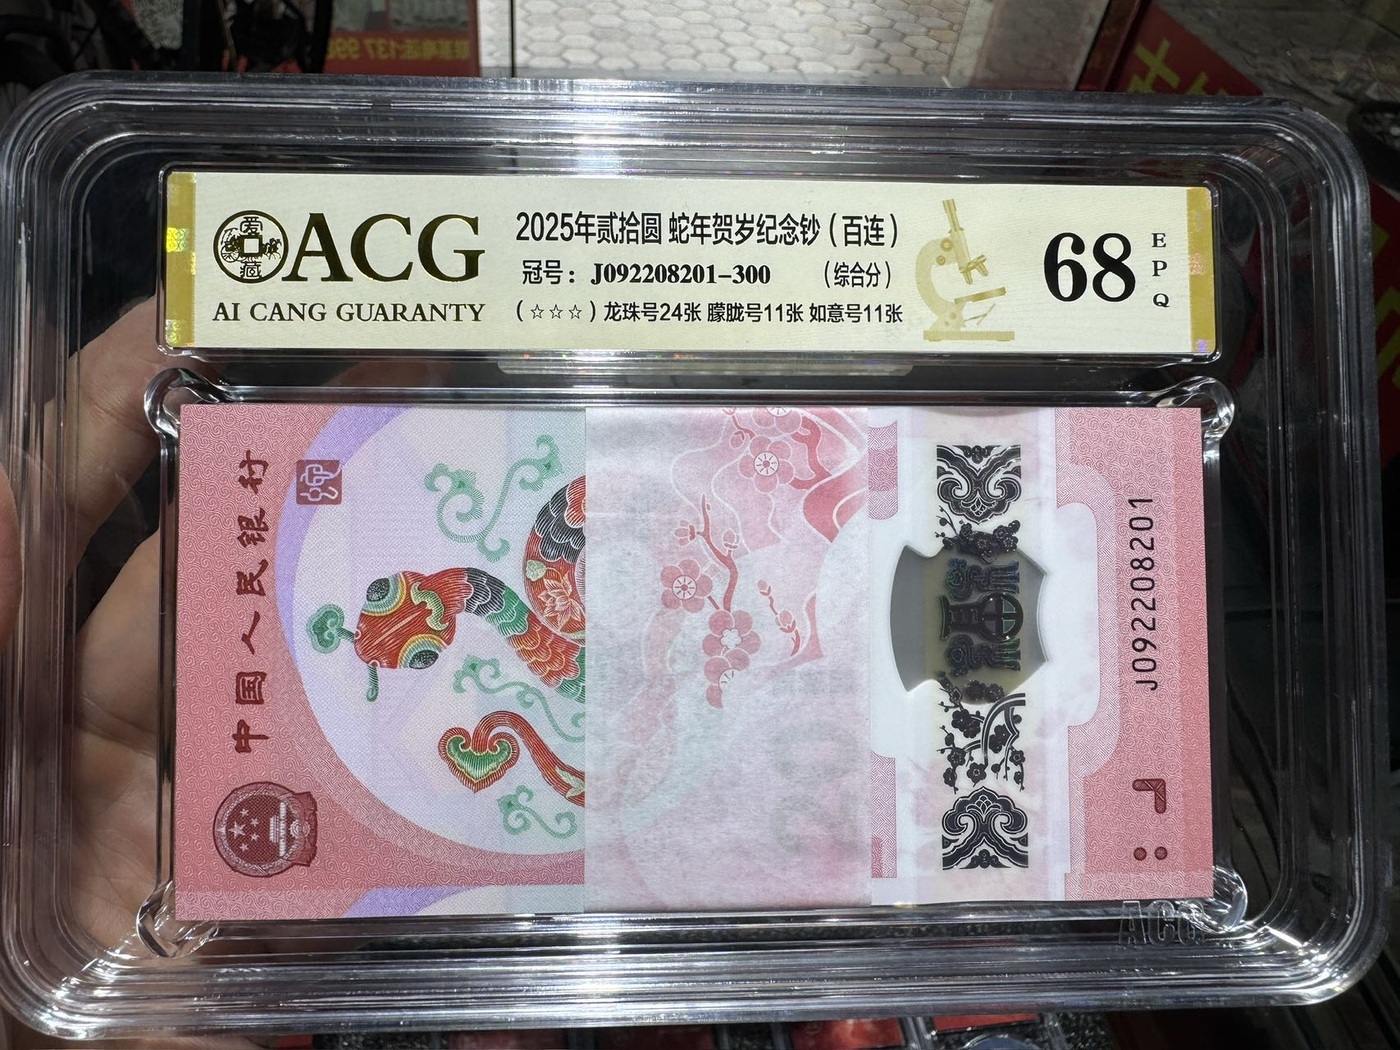 ACG
AI CANG GUARANTY
2025年贰拾圆 蛇年贺岁纪念钞（百连）
冠号：J092208201-300 （综合分）
（☆☆☆）龙珠号24张 朦胧号11张 如意号11张
68
EPQ
中国人民银行
J092208201
ACG